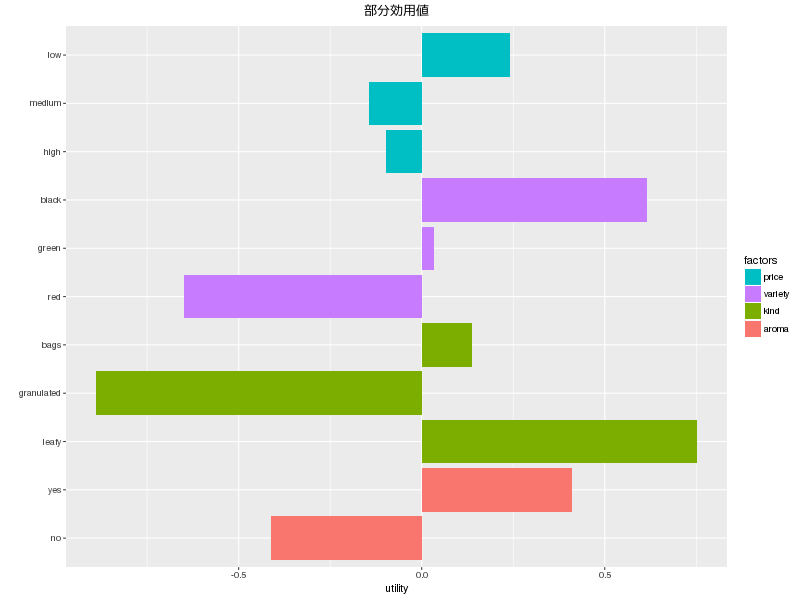 部分効用値
low
medium
high
black
green
red
bags
granulated
leafy
yes
no
-0.5
0.0
0.5
utility
factors
price
variety
kind
aroma